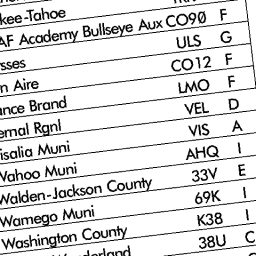 kee-Tahoe
AF Academy Bullseye Aux CO90 F
sses ULS G
n Aire CO12 F
ance Brand LMO F
ernal Rgnl VEL D
isalia Muni VIS A
Wahoo Muni AHQ I
Walden-Jackson County 33V E
Wamego Muni 69K I
Washington County K38 I
38U C